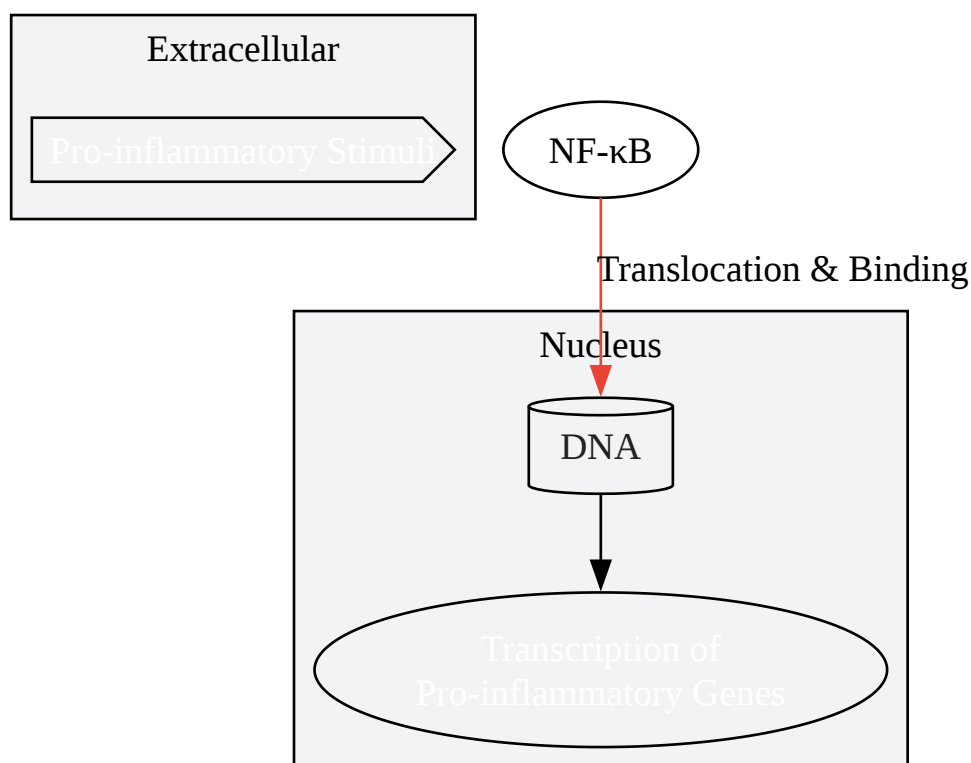 Extracellular
Pro-inflammatory Stimuli
NF-κB
Translocation & Binding
Nucleus
DNA
Transcription of
Pro-inflammatory Genes